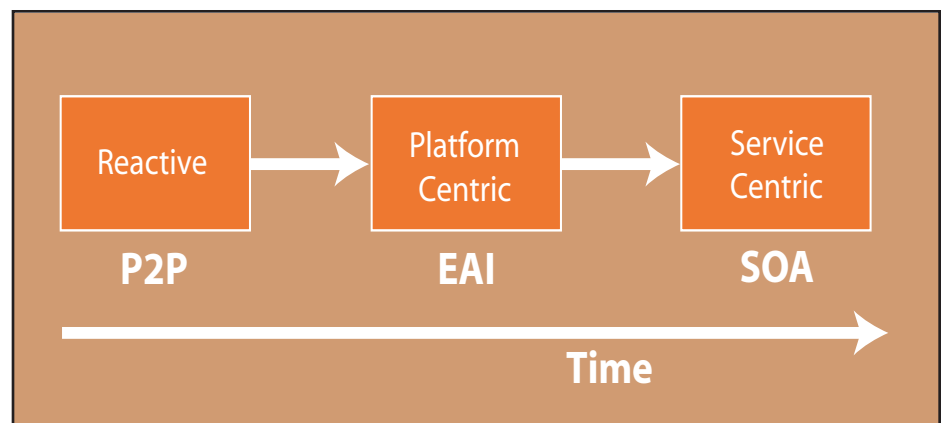 Reactive
Platform
Centric
Service
Centric
P2P
EAI
SOA
Time